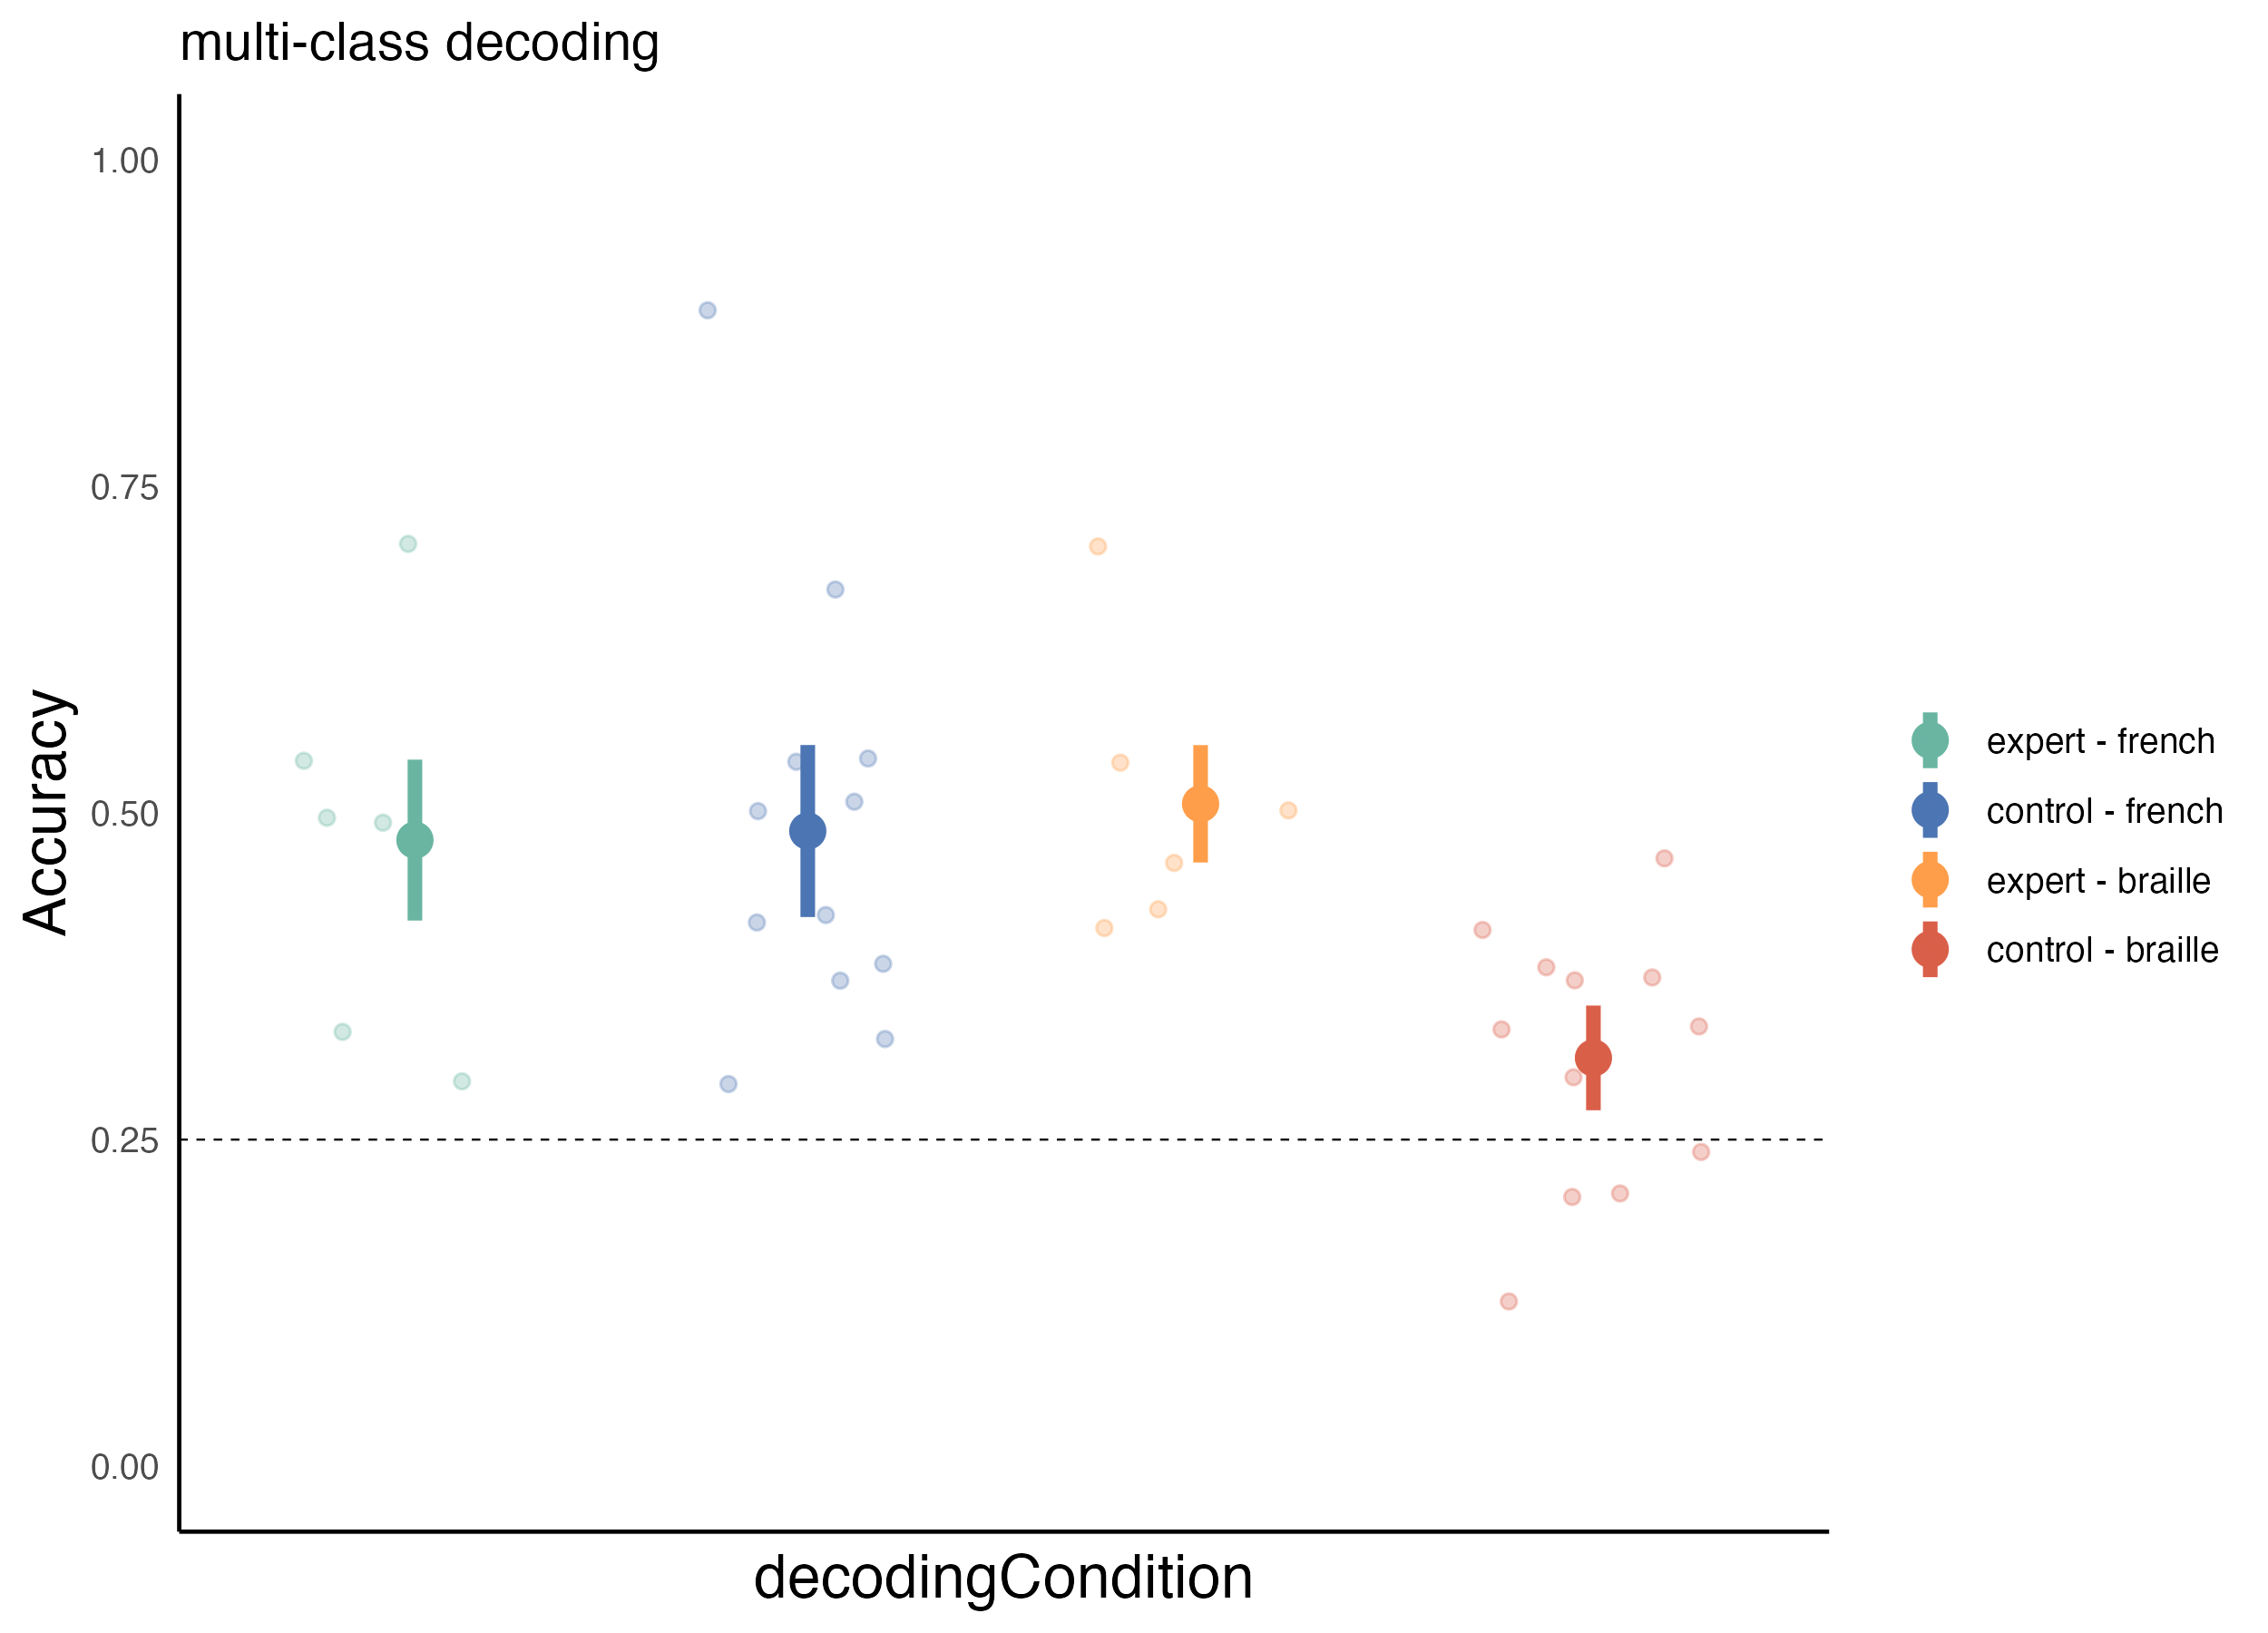 multi-class decoding
1.00
0.75
0.50
0.25
0.00
Accuracy
decodingCondition
expert - french
control - french
expert - braille
control - braille